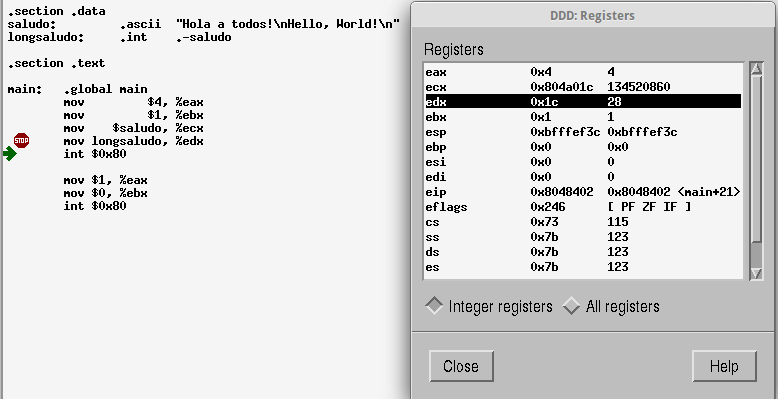 .section .data
saludo: .ascii "Hola a todos!\nHello, World!\n"
longsaludo: .int .-saludo
.section .text
main: .global main
mov $4, %eax
mov $1, %ebx
mov $saludo, %ecx
STOP
mov longsaludo, %edx
int $0x80
mov $1, %eax
mov $0, %ebx
int $0x80
DDD: Registers
Registers
eax 0x4 4
ecx 0x804a01c 134520860
edx 0x1c 28
ebx 0x1 1
esp 0xbfffef3c 0xbfffef3c
ebp 0x0 0x0
esi 0x0 0
edi 0x0 0
eip 0x8048402 0x8048402 <main+21>
eflags 0x246 [ PF ZF IF ]
cs 0x73 115
ss 0x7b 123
ds 0x7b 123
es 0x7b 123
Integer registers All registers
Close Help